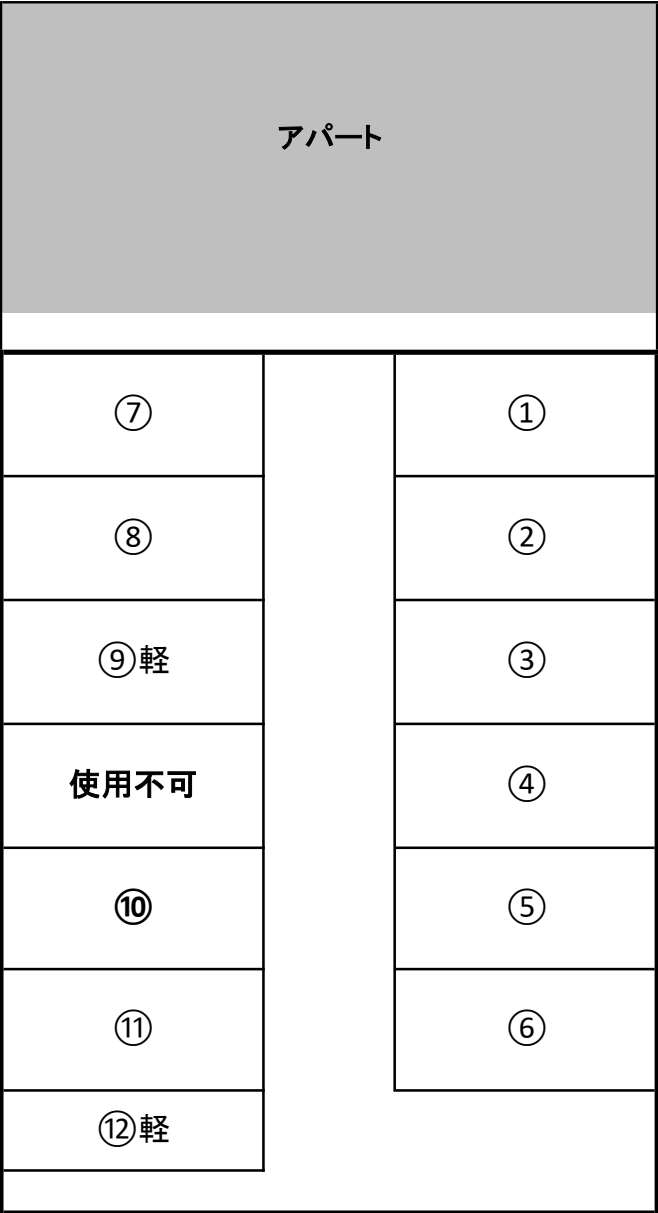 アパート
⑦
①
⑧
②
⑨軽
③
使用不可
④
⑩
⑤
⑪
⑥
⑫軽